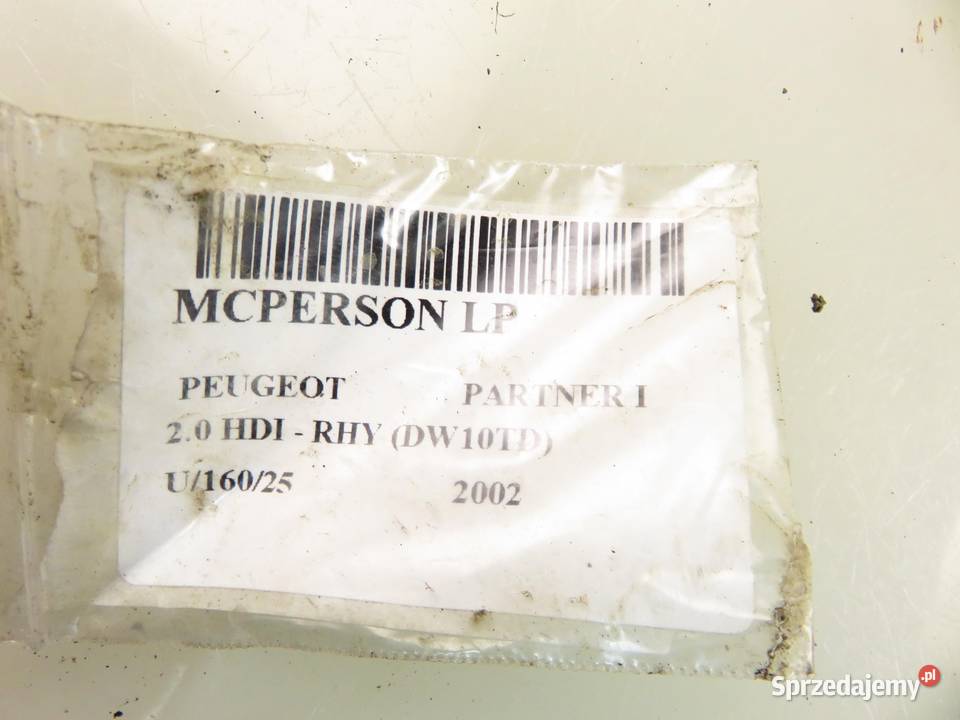 MCPERSON LP
PEUGEOT PARTNER I
2.0 HDI - RHY (DW10TD)
U/160/25 2002
Sprzedajemy.pl